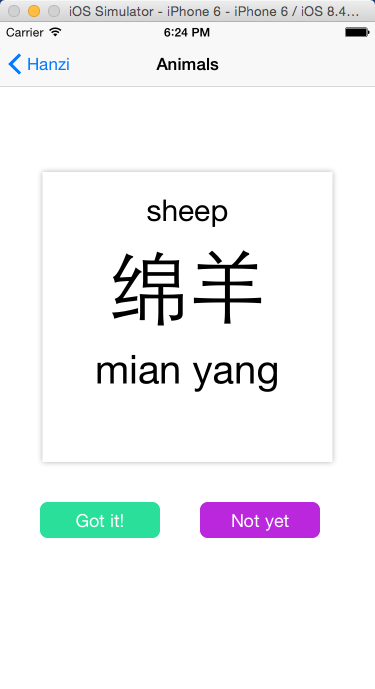 iOS Simulator - iPhone 6 - iPhone 6 / iOS 8.4...
Carrier 6:24 PM
Hanzi Animals
sheep
绵羊
mian yang
Got it! Not yet